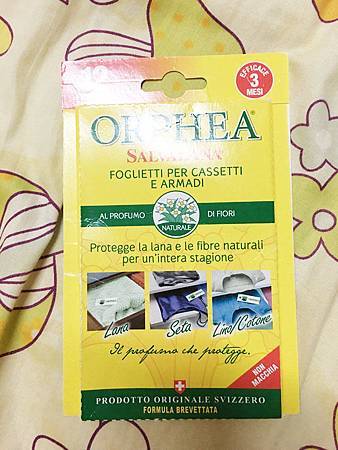 12
EFFICACE
3
MESI
ORPHEA®
SALVALANA®
FOGLIETTI PER CASSETTI
E ARMADI
AL PROFUMO
NATURALE
DI FIORI
Protegge la lana e le fibre naturali
per un'intera stagione
Lana
Seta
Lino/Cotone
Il profumo che protegge.
NON
MACCHIA
PRODOTTO ORIGINALE SVIZZERO
FORMULA BREVETTATA